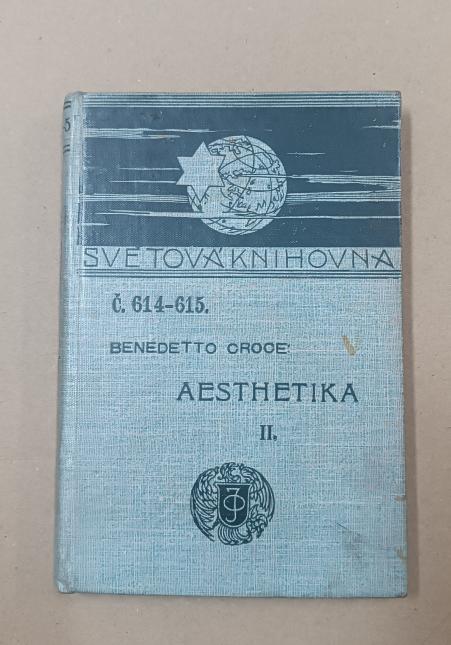 SVĚTOVÁ KNIHOVNA
Č. 614-615.
BENEDETTO CROCE:
AESTHETIKA
II.